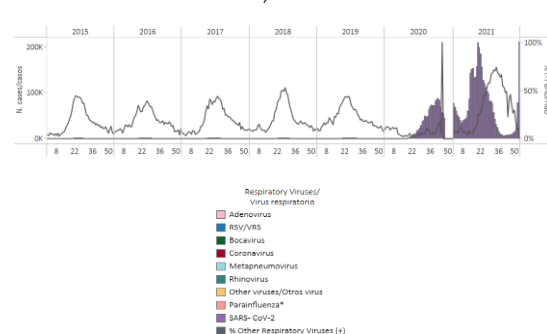 2015 2016 2017 2018 2019 2020 2021
200K 100%
N. cases/casos
100K 50%
0K 0%
8 22 36 50 8 22 36 50 8 22 36 50 8 22 36 50 8 22 36 50 8 22 36 50 8 22 36 50
Respiratory Viruses/
Virus respiratorio
Adenovirus
RSV/VRS
Bocavirus
Coronavirus
Metapneumovirus
Rhinovirus
Other viruses/Otros virus
Parainfluenza*
SARS- CoV-2
% Other Respiratory Viruses (+)